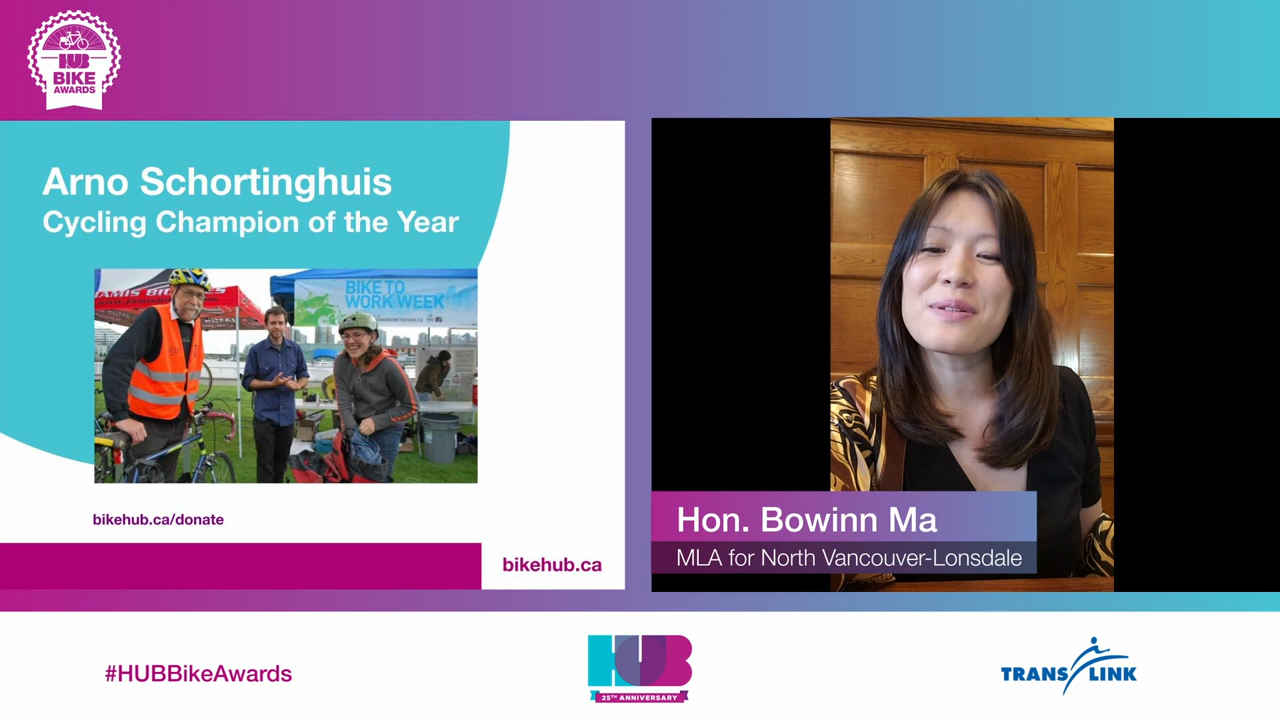 HUB
BIKE
AWARDS
Arno Schortinghuis
Cycling Champion of the Year
BIKE TO
WORK WEEK
bikehub.ca/donate
bikehub.ca
Hon. Bowinn Ma
MLA for North Vancouver-Lonsdale
#HUBBikeAwards
HUB
25TH ANNIVERSARY
TRANSLINK